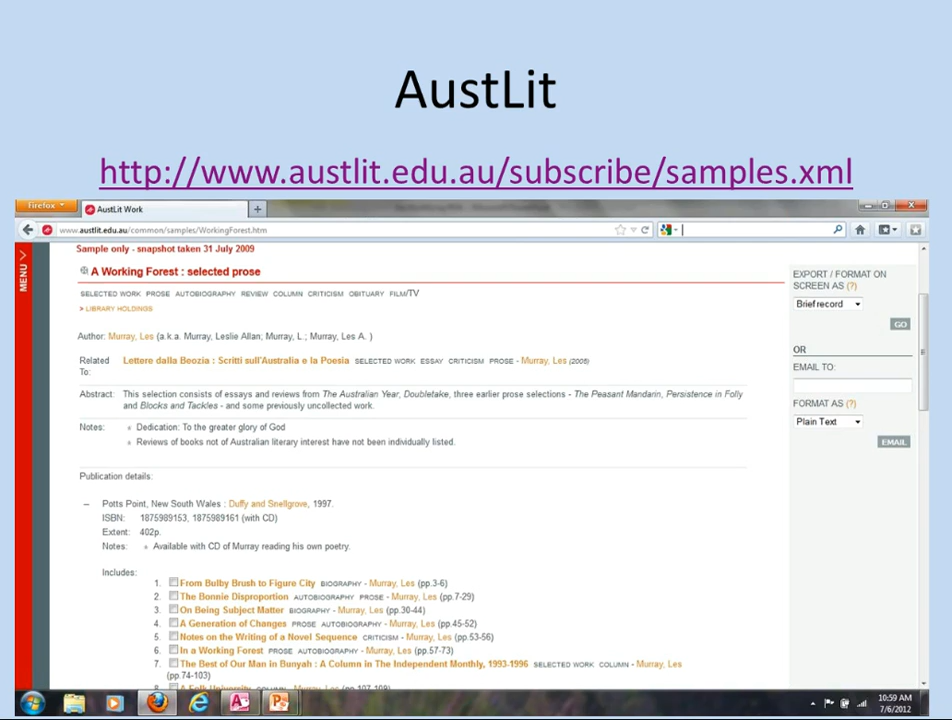 AustLit
http://www.austlit.edu.au/subscribe/samples.xml
Firefox
AustLit Work
www.austlit.edu.au/common/samples/WorkingForest.htm
MENU
Sample only - snapshot taken 31 July 2009
A Working Forest : selected prose
SELECTED WORK PROSE AUTOBIOGRAPHY REVIEW COLUMN CRITICISM OBITUARY FILM/TV
> LIBRARY HOLDINGS
Author: Murray, Les (a.k.a. Murray, Leslie Allan; Murray, L.; Murray, Les A. )
Related To: Lettere dalla Beozia : Scritti sull'Australia e la Poesia SELECTED WORK ESSAY CRITICISM PROSE - Murray, Les (2005)
Abstract: This selection consists of essays and reviews from The Australian Year, Doubletake, three earlier prose selections - The Peasant Mandarin, Persistence in Folly
and Blocks and Tackles - and some previously uncollected work.
Notes: Dedication: To the greater glory of God
Reviews of books not of Australian literary interest have not been individually listed.
Publication details:
– Potts Point, New South Wales : Duffy and Snellgrove, 1997.
ISBN: 1875989153, 1875989161 (with CD)
Extent: 402p.
Notes: Available with CD of Murray reading his own poetry.
Includes:
1. From Bulby Brush to Figure City BIOGRAPHY - Murray, Les (pp.3-6)
2. The Bonnie Disproportion AUTOBIOGRAPHY PROSE - Murray, Les (pp.7-29)
3. On Being Subject Matter BIOGRAPHY - Murray, Les (pp.30-44)
4. A Generation of Changes PROSE AUTOBIOGRAPHY - Murray, Les (pp.45-52)
5. Notes on the Writing of a Novel Sequence CRITICISM - Murray, Les (pp.53-56)
6. In a Working Forest PROSE AUTOBIOGRAPHY - Murray, Les (pp.57-73)
7. The Best of Our Man in Bunyah : A Column in The Independent Monthly, 1993-1996 SELECTED WORK COLUMN - Murray, Les
(pp.74-103)
8. A Folk University COLUMN - Murray, Les (pp.107-109)
EXPORT / FORMAT ON
SCREEN AS (?)
Brief record
GO
OR
EMAIL TO:
FORMAT AS (?)
Plain Text
EMAIL
10:59 AM
7/6/2012